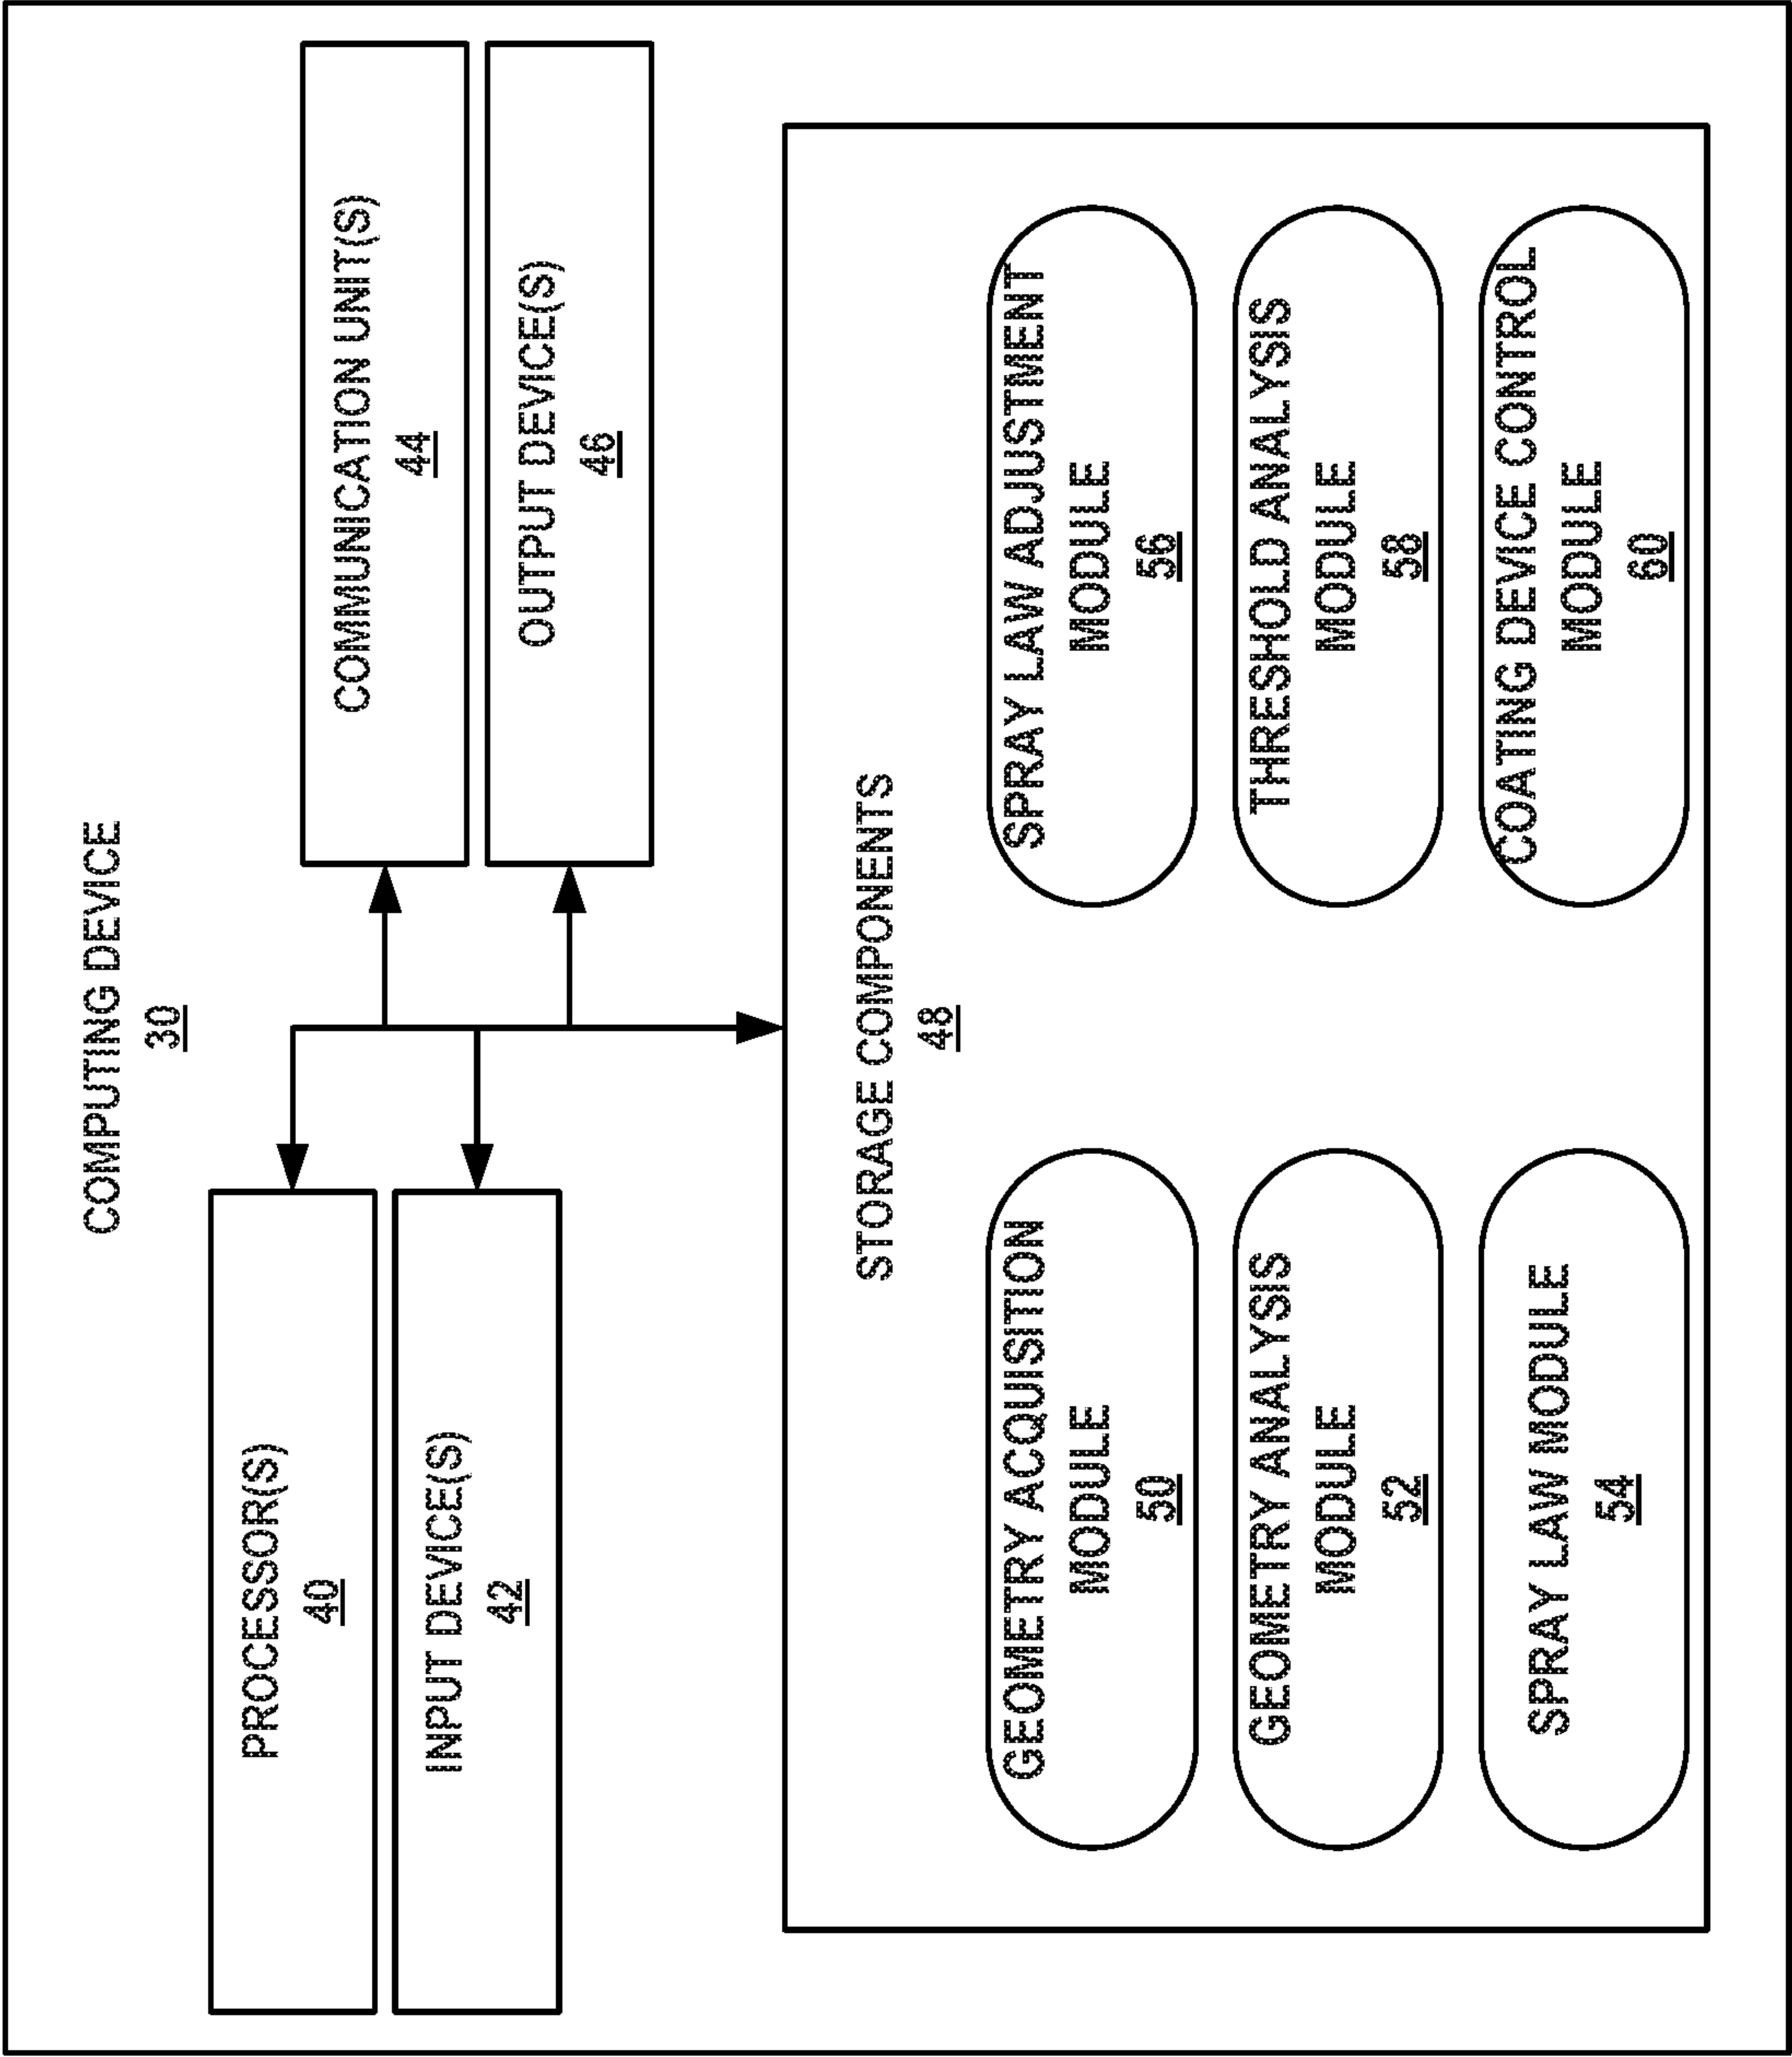 COMPUTING DEVICE
30
PROCESSOR(S)
40
COMMUNICATION UNIT(S)
44
INPUT DEVICE(S)
42
OUTPUT DEVICE(S)
46
STORAGE COMPONENTS
48
GEOMETRY ACQUISITION
MODULE
50
SPRAY LAW ADJUSTMENT
MODULE
56
GEOMETRY ANALYSIS
MODULE
52
THRESHOLD ANALYSIS
MODULE
58
SPRAY LAW MODULE
54
COATING DEVICE CONTROL
MODULE
60